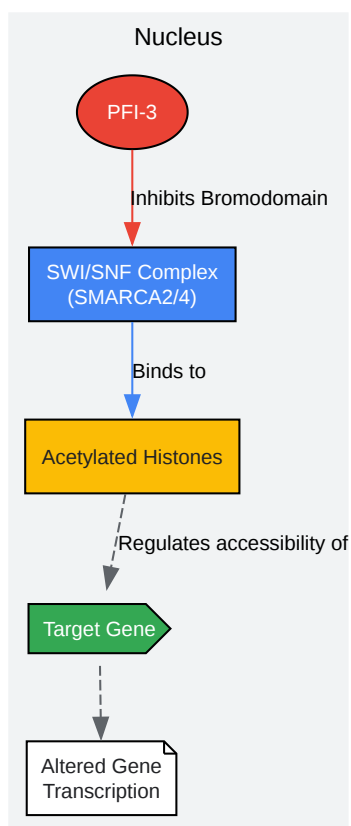 Nucleus
PFI-3
Inhibits Bromodomain
SWI/SNF Complex
(SMARCA2/4)
Binds to
Acetylated Histones
Regulates accessibility of
Target Gene
Altered Gene
Transcription